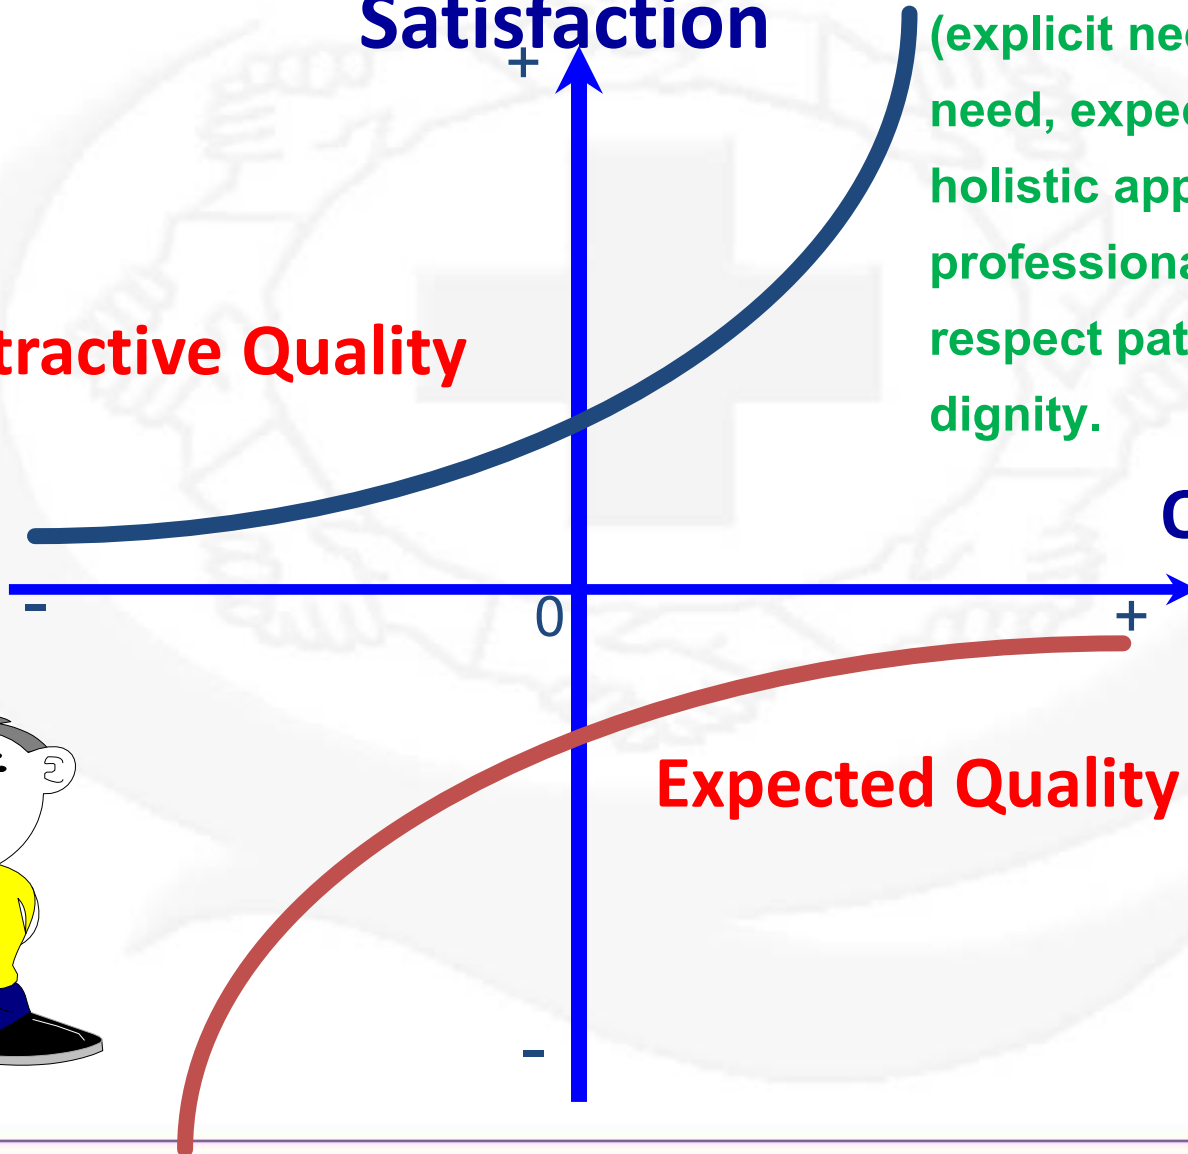 Satisfaction
+
(explicit nee
need, expec
holistic app
professiona
respect pat
dignity.
tractive Quality
-
0
+
Expected Quality
-